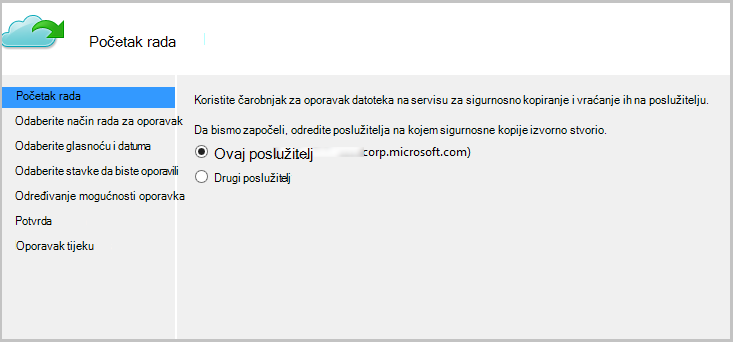 Početak rada
Početak rada
Odaberite način rada za oporavak
Odaberite glasnoću i datuma
Odaberite stavke da biste oporavili
Određivanje mogućnosti oporavka
Potvrda
Oporavak tijeku
Koristite čarobnjak za oporavak datoteka na servisu za sigurnosno kopiranje i vraćanje ih na poslužitelju.
Da bismo započeli, odredite poslužitelja na kojem sigurnosne kopije izvorno stvorio.
Ovaj poslužitelj corp.microsoft.com)
Drugi poslužitelj